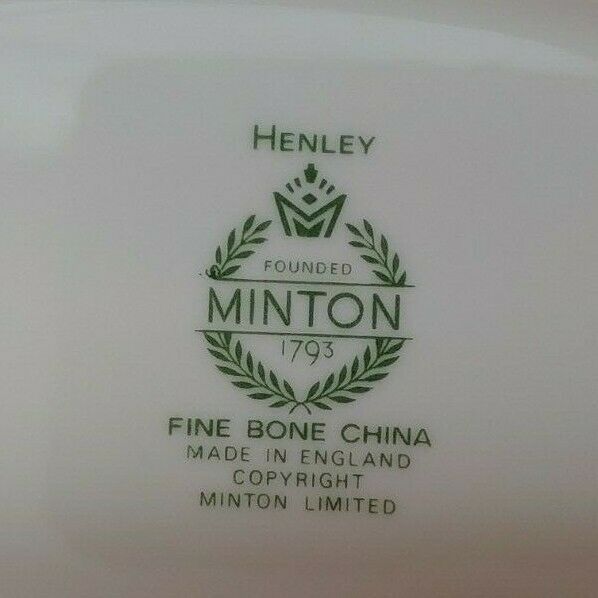 HENLEY
FOUNDED
MINTON
1793
FINE BONE CHINA
MADE IN ENGLAND
COPYRIGHT
MINTON LIMITED